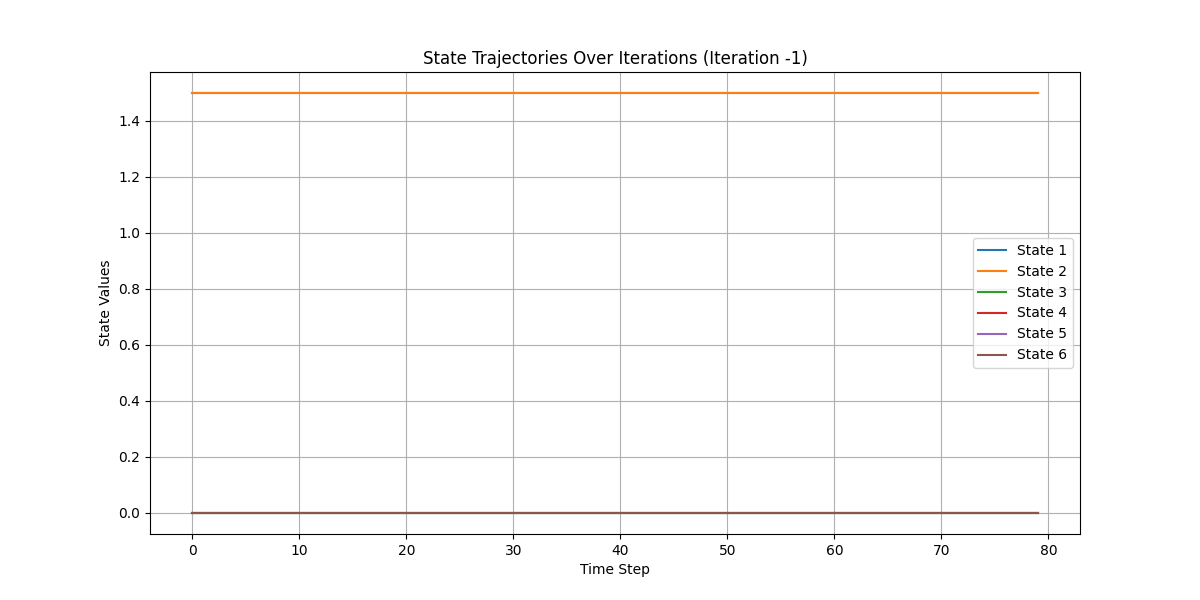 State Trajectories Over Iterations (Iteration -1)
State Values
1.4
1.2
1.0
0.8
0.6
0.4
0.2
0.0
State 1
State 2
State 3
State 4
State 5
State 6
0 10 20 30 40 50 60 70 80
Time Step